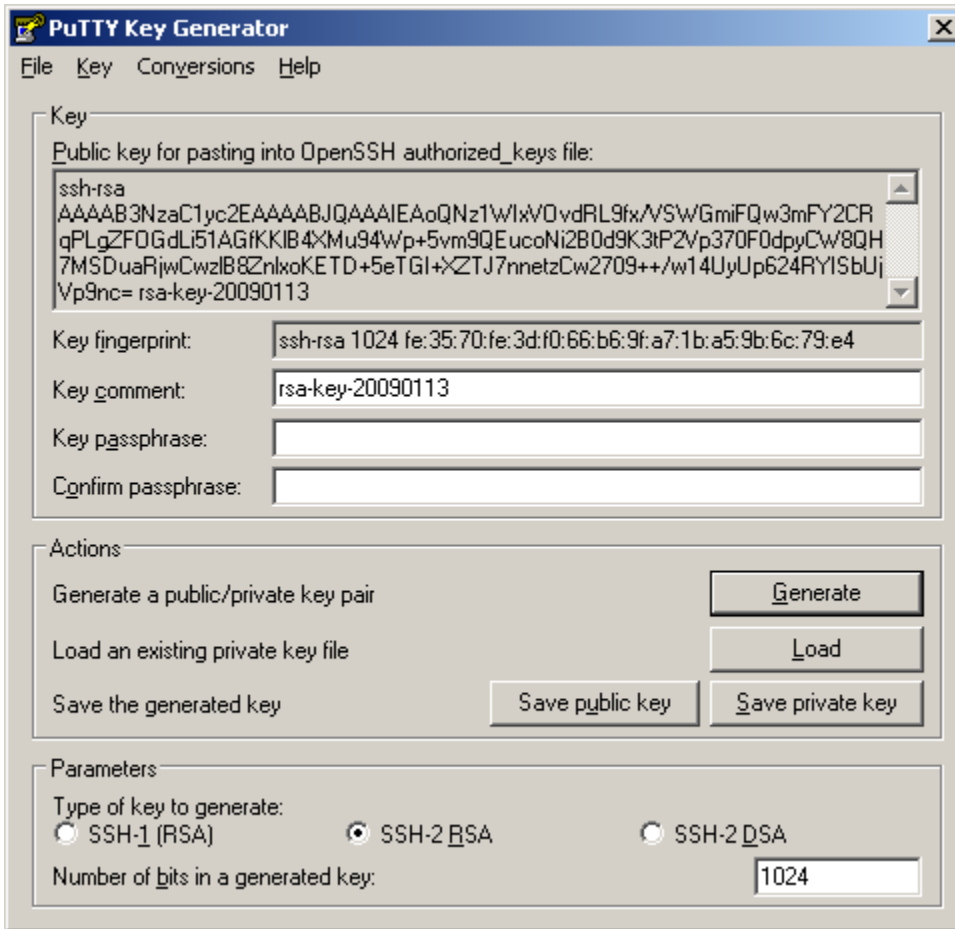 PuTTY Key Generator
File Key Conversions Help
Key
Public key for pasting into OpenSSH authorized_keys file:
ssh-rsa
AAAAB3NzaC1yc2EAAAABJQAAAIEAoQNz1WIxVOvdRL9fx/VSWGmiFQw3mFY2CR
qPLgZFOGdLi51AGfKKIB4XMu94Wp+5vm9QEucoNi2B0d9K3tP2Vp370F0dpyCW8QH
7MSDuaRjwCwzIB8ZnlxoKETD+5eTGI+XZTJ7nnetzCw2709++/w14UyUp624RYISbUj
Vp9nc= rsa-key-20090113
Key fingerprint: ssh-rsa 1024 fe:35:70:fe:3d:f0:66:b6:9f:a7:1b:a5:9b:6c:79:e4
Key comment: rsa-key-20090113
Key passphrase:
Confirm passphrase:
Actions
Generate a public/private key pair Generate
Load an existing private key file Load
Save the generated key Save public key Save private key
Parameters
Type of key to generate:
SSH-1 (RSA) SSH-2 RSA SSH-2 DSA
Number of bits in a generated key: 1024